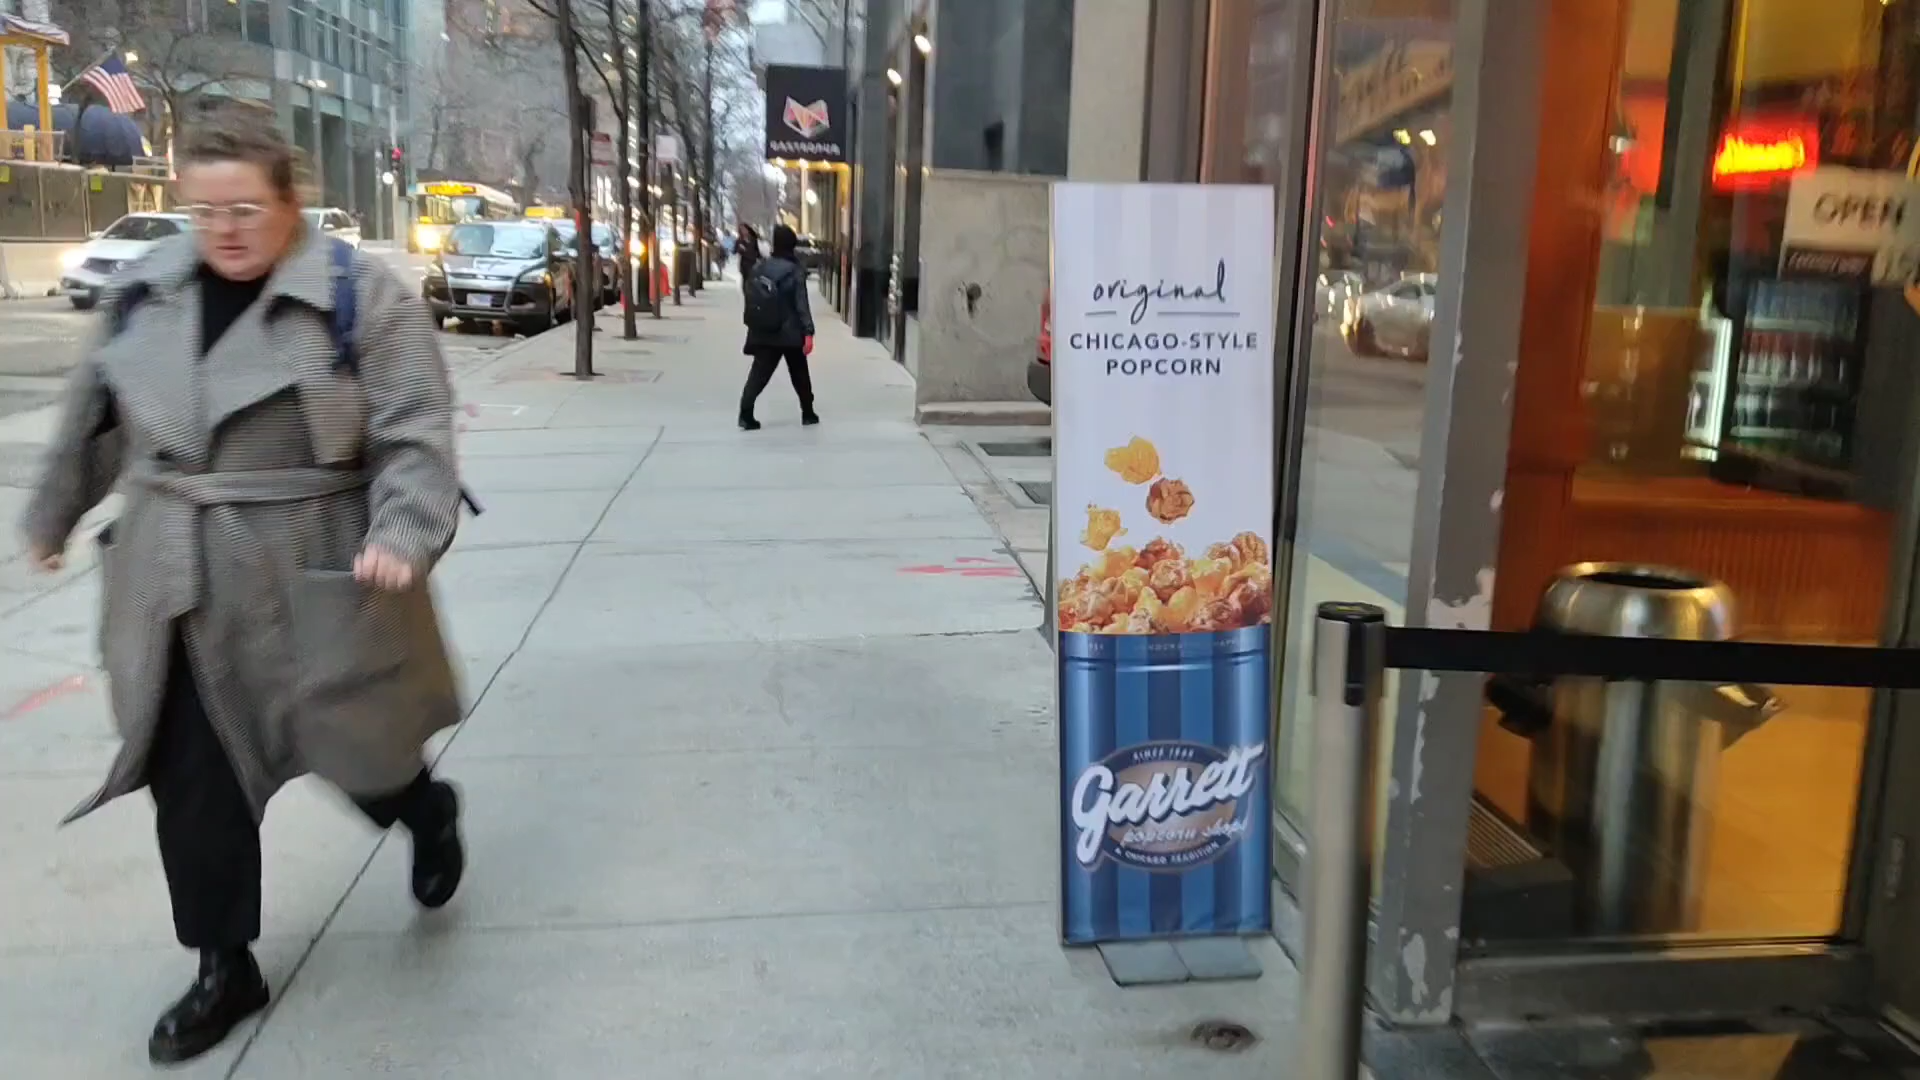 original
CHICAGO-STYLE
POPCORN
SINCE 1949
Garrett
popcorn shops
A CHICAGO TRADITION
OPEN